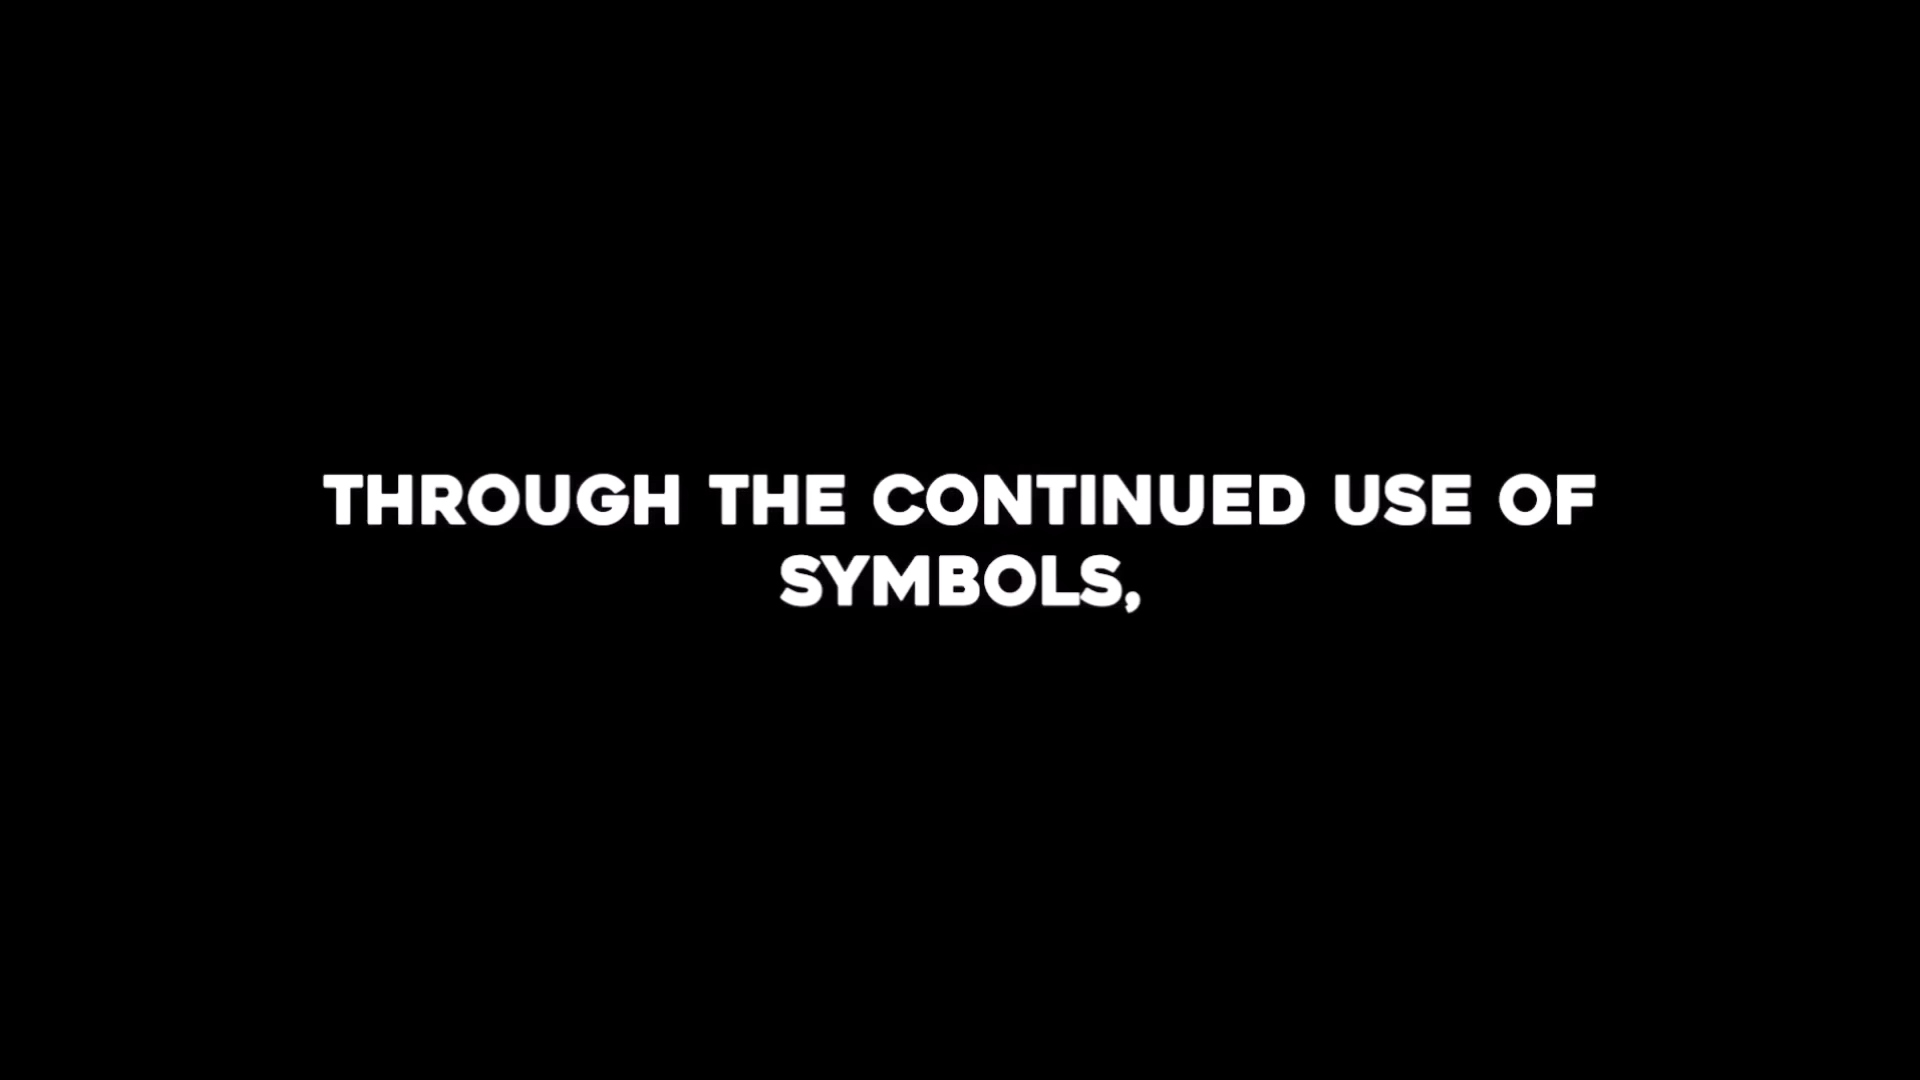 THROUGH THE CONTINUED USE OF
SYMBOLS,